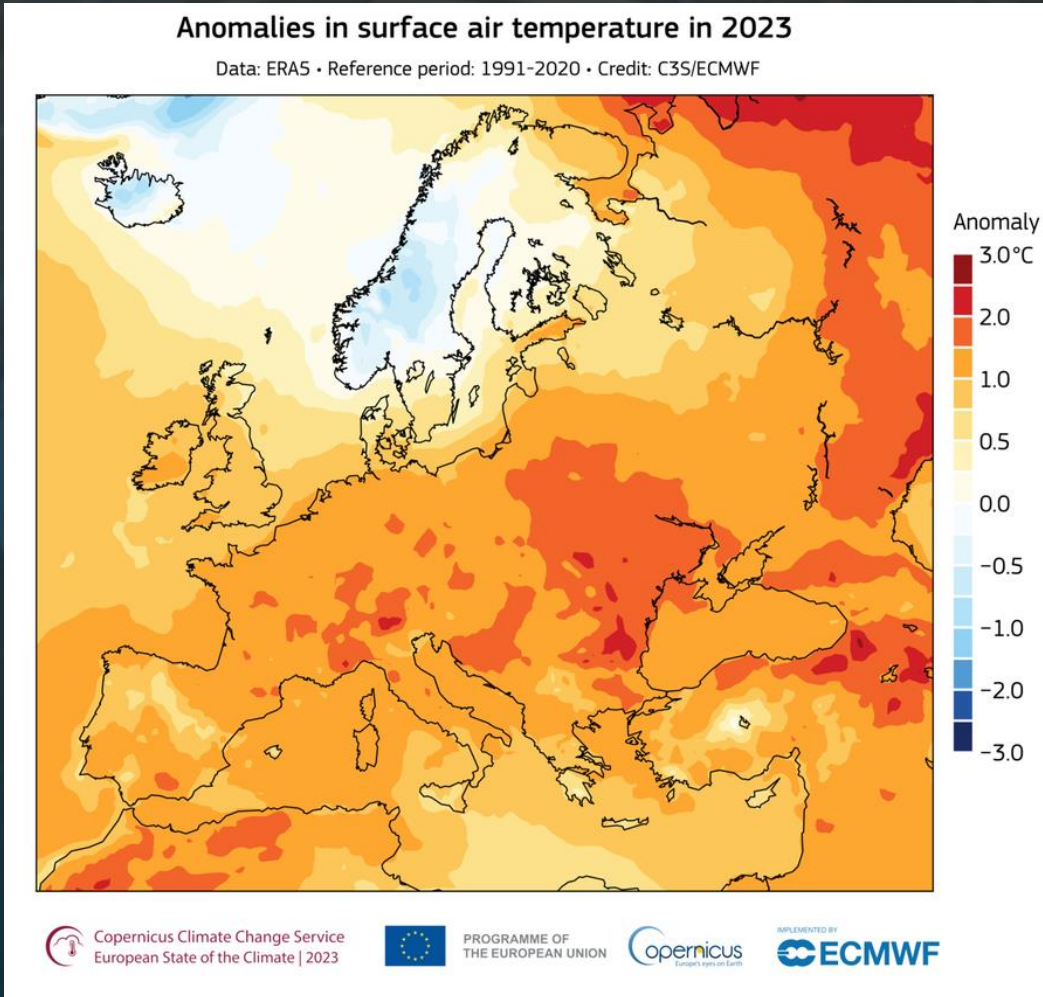 Anomalies in surface air temperature in 2023
Data: ERA5 • Reference period: 1991-2020 • Credit: C3S/ECMWF
Anomaly
3.0°C
2.0
1.0
0.5
0.0
−0.5
−1.0
−2.0
−3.0
Copernicus Climate Change Service
European State of the Climate | 2023
PROGRAMME OF
THE EUROPEAN UNION
opernicus
Europe's eyes on Earth
IMPLEMENTED BY
ECMWF